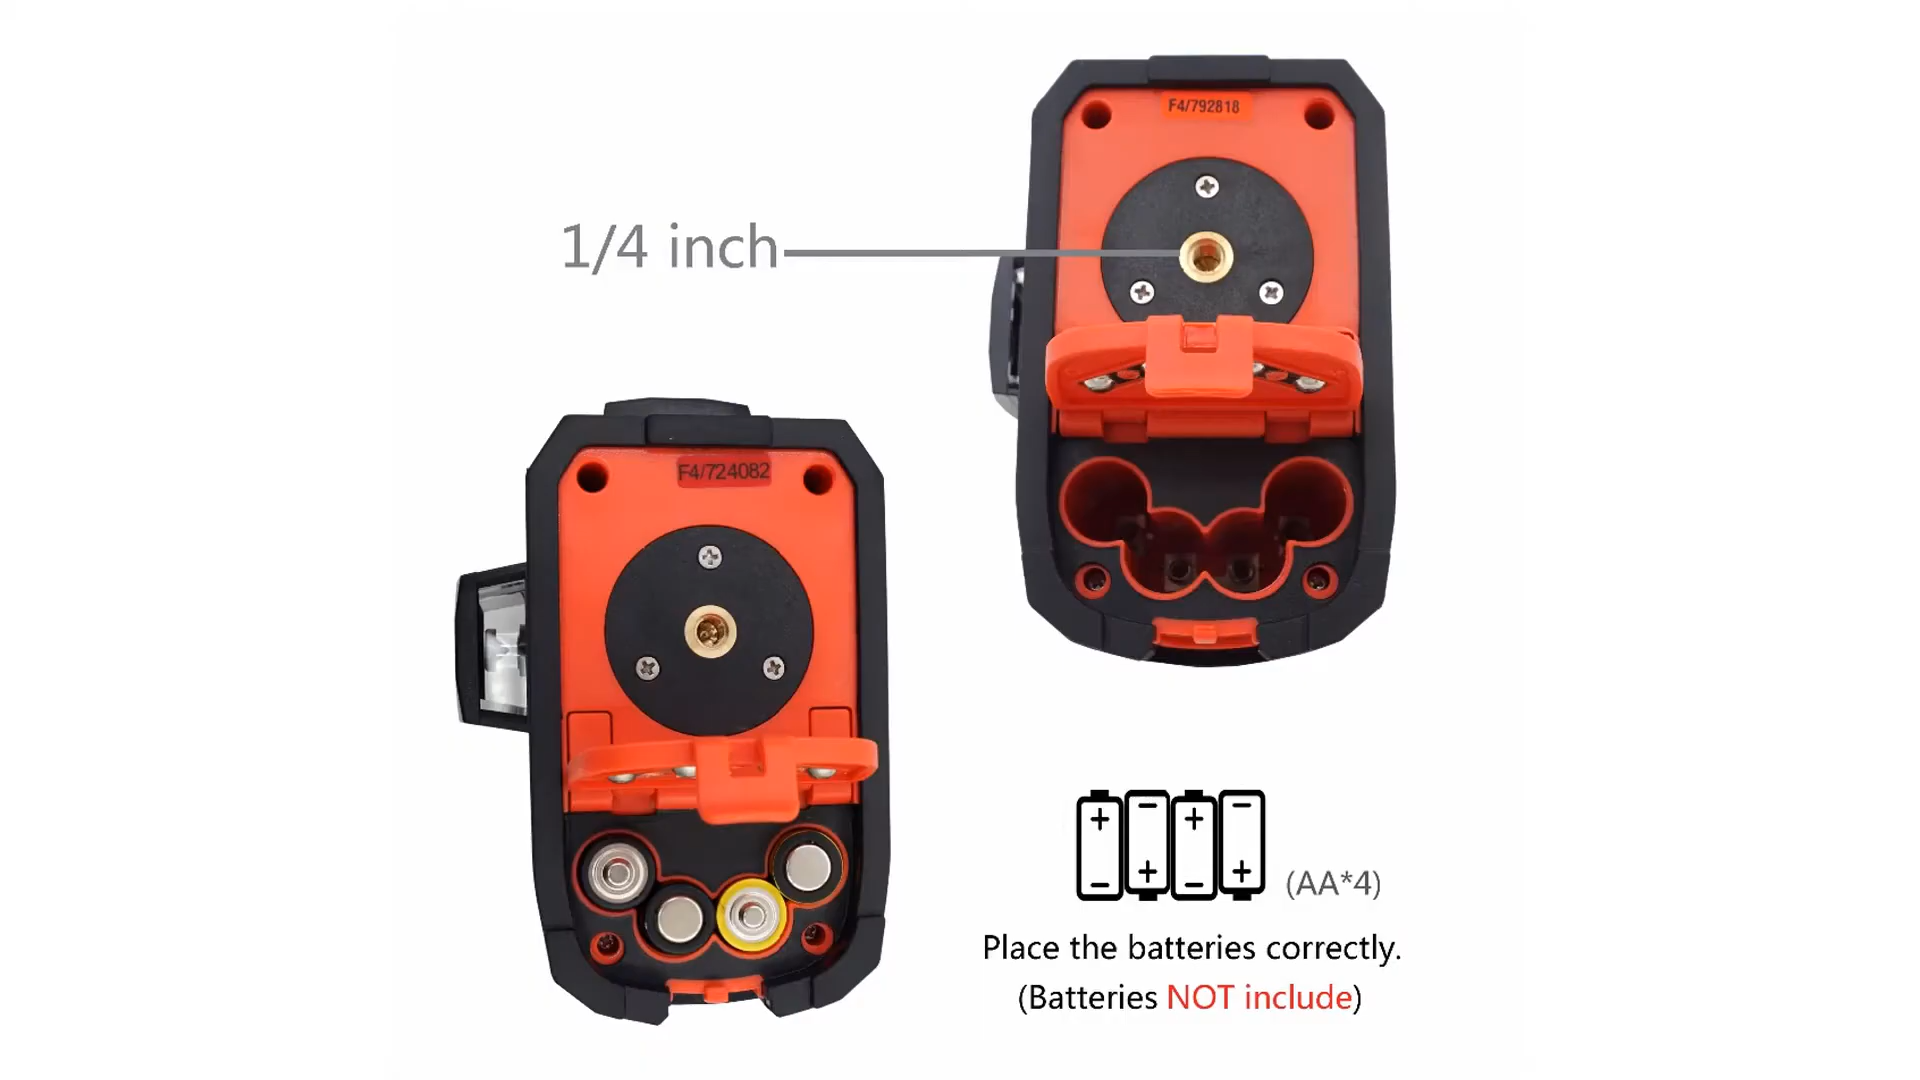 F4/792818
1/4 inch
F4/724082
+ - + -
- + - +
(AA*4)
Place the batteries correctly.
(Batteries NOT include)